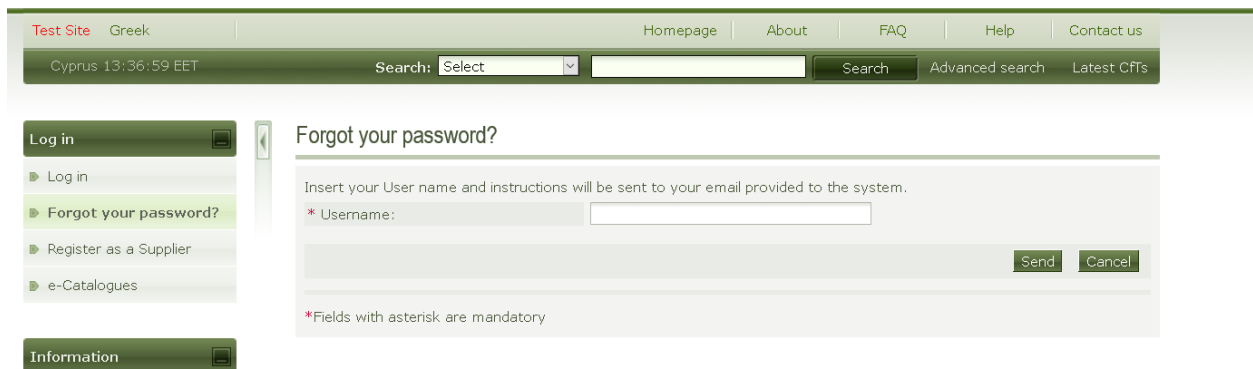 Test Site Greek Homepage About FAQ Help Contact us
Cyprus 13:36:59 EET Search: Select Search Advanced search Latest CfTs
Log in
Log in
Forgot your password?
Register as a Supplier
e-Catalogues
Information
Forgot your password?
Insert your User name and instructions will be sent to your email provided to the system.
* Username:
Send Cancel
*Fields with asterisk are mandatory